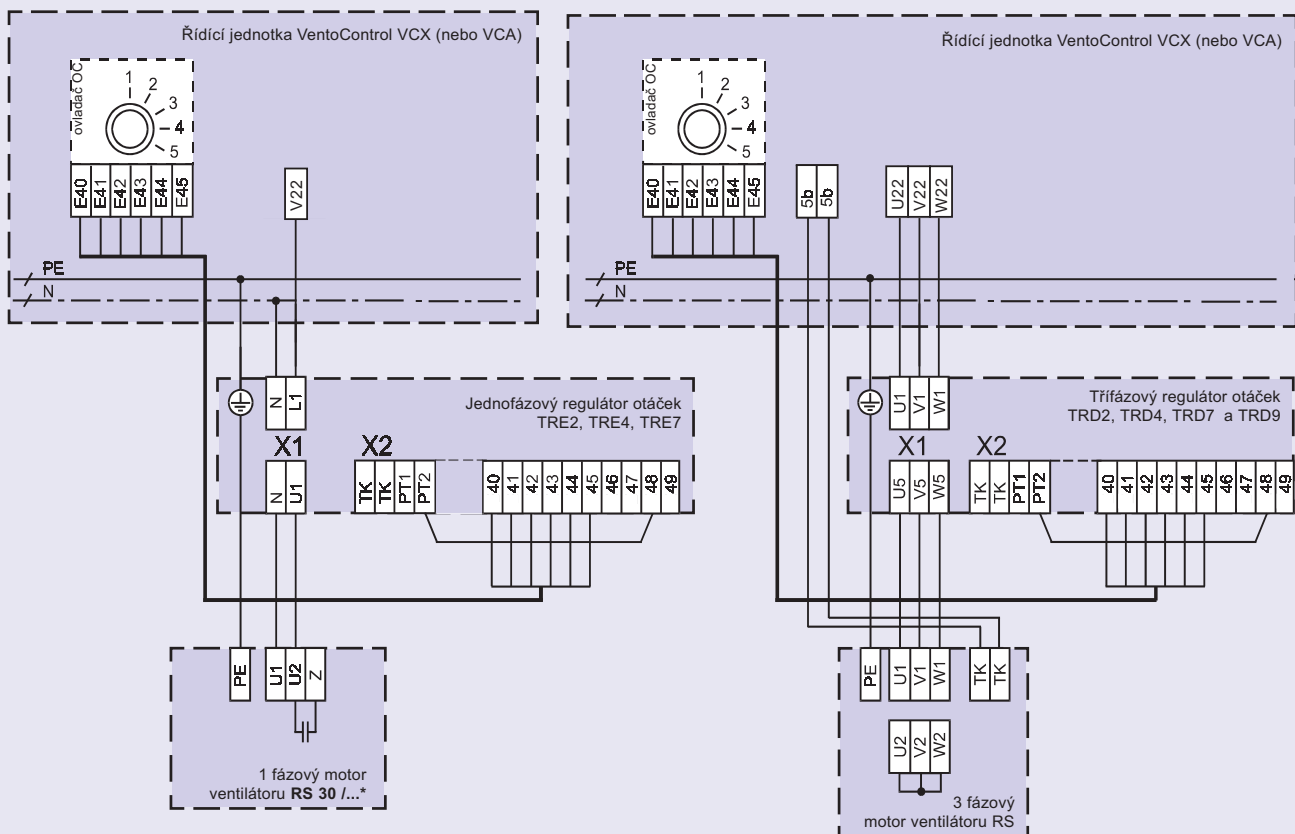 Řídící jednotka VentoControl VCX (nebo VCA)
ovladač OC
1
2
3
4
5
E40 E41 E42 E43 E44 E45
V22
PE
N
N L1
Jednofázový regulátor otáček
TRE2, TRE4, TRE7
X1 X2
N U1
TK TK PT1 PT2
40 41 42 43 44 45 46 47 48 49
PE
U1 U2 Z
1 fázový motor
ventilátoru RS 30 /...*
Řídící jednotka VentoControl VCX (nebo VCA)
ovladač OC
1
2
3
4
5
E40 E41 E42 E43 E44 E45
5b 5b
U22 V22 W22
PE
N
U1 V1 W1
Třífázový regulátor otáček
TRD2, TRD4, TRD7 a TRD9
X1 X2
U5 V5 W5
TK TK PT1 PT2
40 41 42 43 44 45 46 47 48 49
PE
U1 V1 W1
TK TK
U2 V2 W2
3 fázový
motor ventilátoru RS